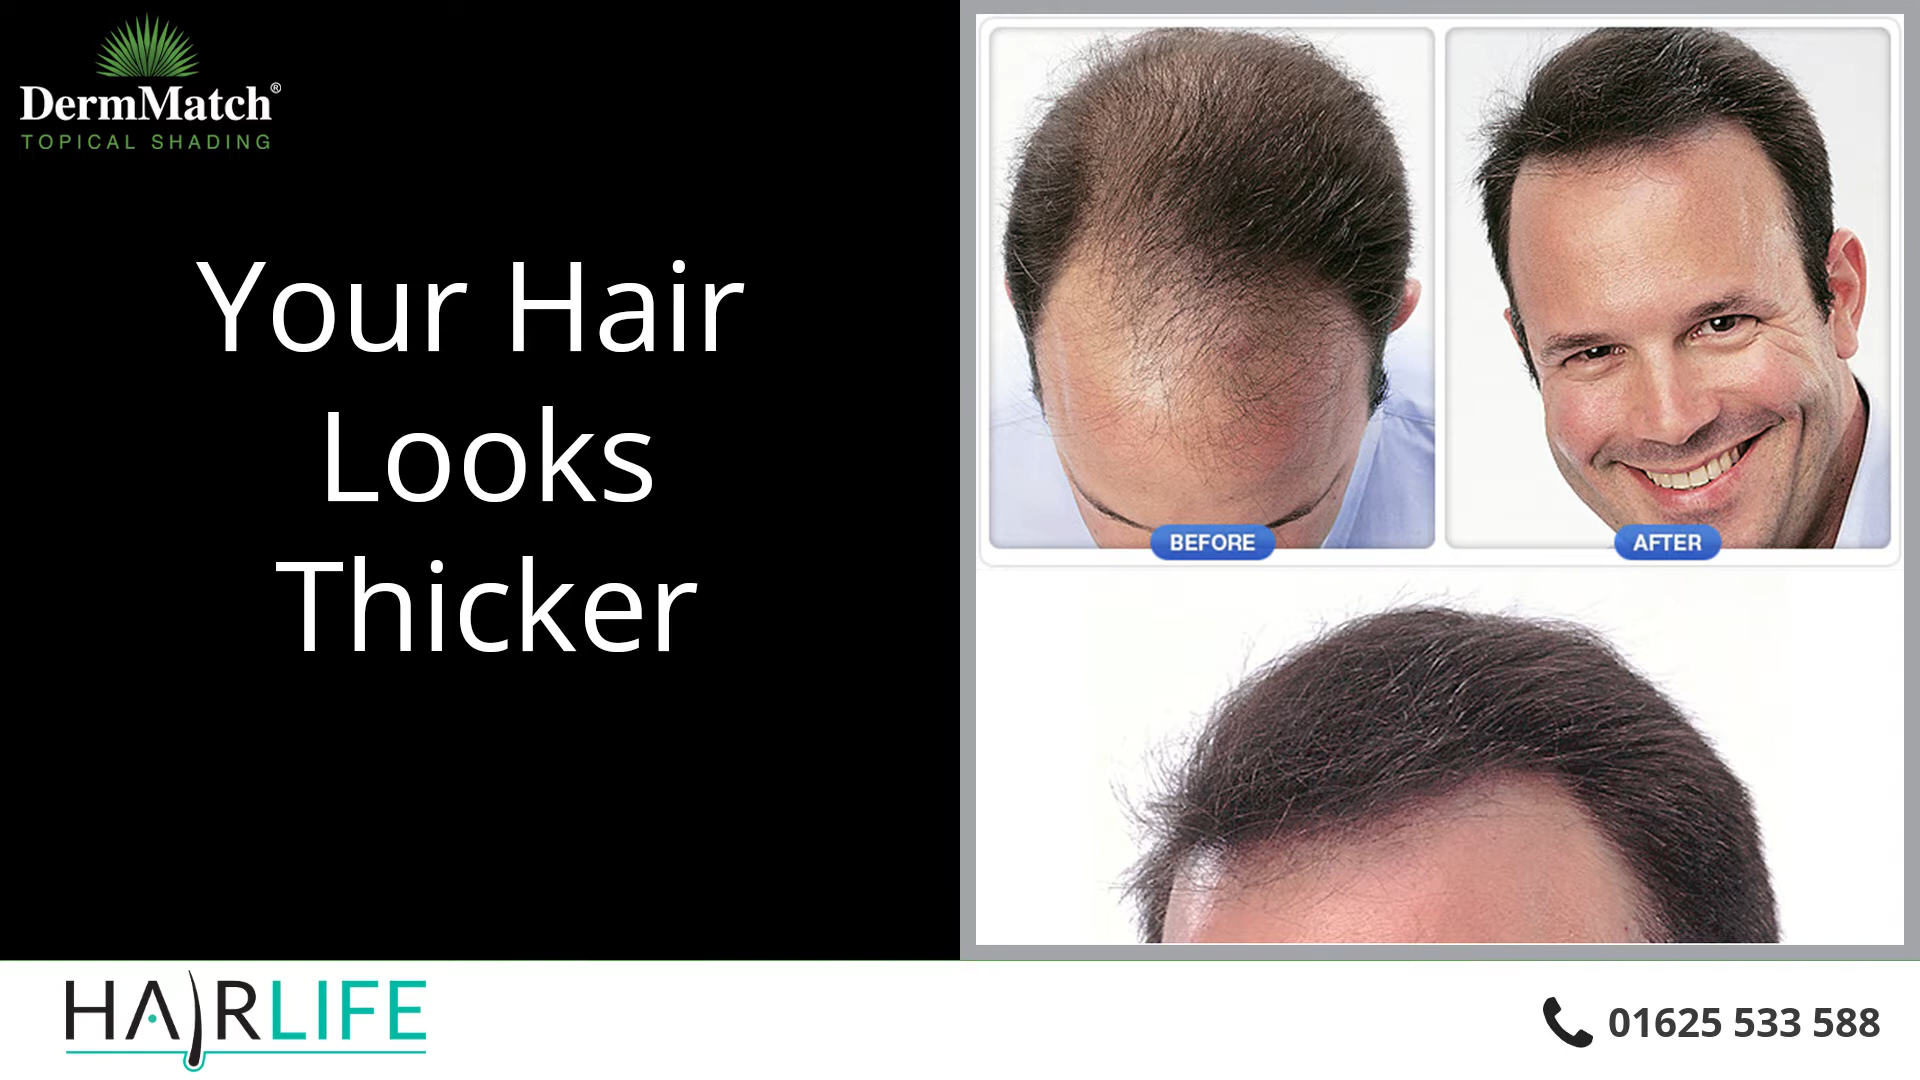 DermMatch®
TOPICAL SHADING
Your Hair
Looks
Thicker
BEFORE
AFTER
HAIRLIFE
01625 533 588